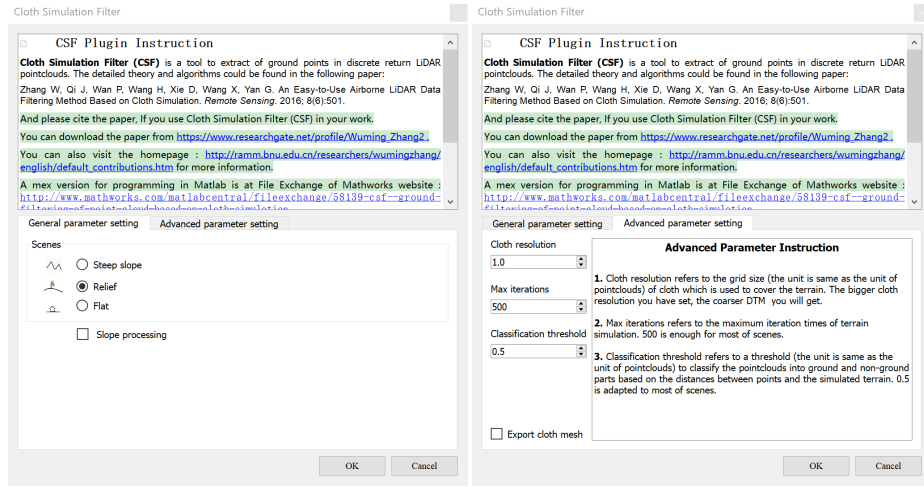 Cloth Simulation Filter
CSF Plugin Instruction
Cloth Simulation Filter (CSF) is a tool to extract of ground points in discrete return LiDAR
pointclouds. The detailed theory and algorithms could be found in the following paper:
Zhang W, Qi J, Wan P, Wang H, Xie D, Wang X, Yan G. An Easy-to-Use Airborne LiDAR Data
Filtering Method Based on Cloth Simulation. Remote Sensing. 2016; 8(6):501.
And please cite the paper, If you use Cloth Simulation Filter (CSF) in your work.
You can download the paper from https://www.researchgate.net/profile/Wuming_Zhang2 .
You can also visit the homepage : http://ramm.bnu.edu.cn/researchers/wumingzhang/
english/default_contributions.htm for more information.
A mex version for programming in Matlab is at File Exchange of Mathworks website :
http://www.mathworks.com/matlabcentral/fileexchange/58139-csf--ground-
filtering-of-point-cloud-based-on-cloth-simulation
General parameter setting
Advanced parameter setting
Scenes
Steep slope
Relief
Flat
Slope processing
OK
Cancel
Cloth Simulation Filter
CSF Plugin Instruction
Cloth Simulation Filter (CSF) is a tool to extract of ground points in discrete return LiDAR
pointclouds. The detailed theory and algorithms could be found in the following paper:
Zhang W, Qi J, Wan P, Wang H, Xie D, Wang X, Yan G. An Easy-to-Use Airborne LiDAR Data
Filtering Method Based on Cloth Simulation. Remote Sensing. 2016; 8(6):501.
And please cite the paper, If you use Cloth Simulation Filter (CSF) in your work.
You can download the paper from https://www.researchgate.net/profile/Wuming_Zhang2 .
You can also visit the homepage : http://ramm.bnu.edu.cn/researchers/wumingzhang/
english/default_contributions.htm for more information.
A mex version for programming in Matlab is at File Exchange of Mathworks website :
http://www.mathworks.com/matlabcentral/fileexchange/58139-csf--ground-
filtering-of-point-cloud-based-on-cloth-simulation
General parameter setting
Advanced parameter setting
Cloth resolution
1.0
Max iterations
500
Classification threshold
0.5
Export cloth mesh
Advanced Parameter Instruction
1. Cloth resolution refers to the grid size (the unit is same as the unit of
pointclouds) of cloth which is used to cover the terrain. The bigger cloth
resolution you have set, the coarser DTM you will get.
2. Max iterations refers to the maximum iteration times of terrain
simulation. 500 is enough for most of scenes.
3. Classification threshold refers to a threshold (the unit is same as the
unit of pointclouds) to classify the pointclouds into ground and non-ground
parts based on the distances between points and the simulated terrain. 0.5
is adapted to most of scenes.
OK
Cancel